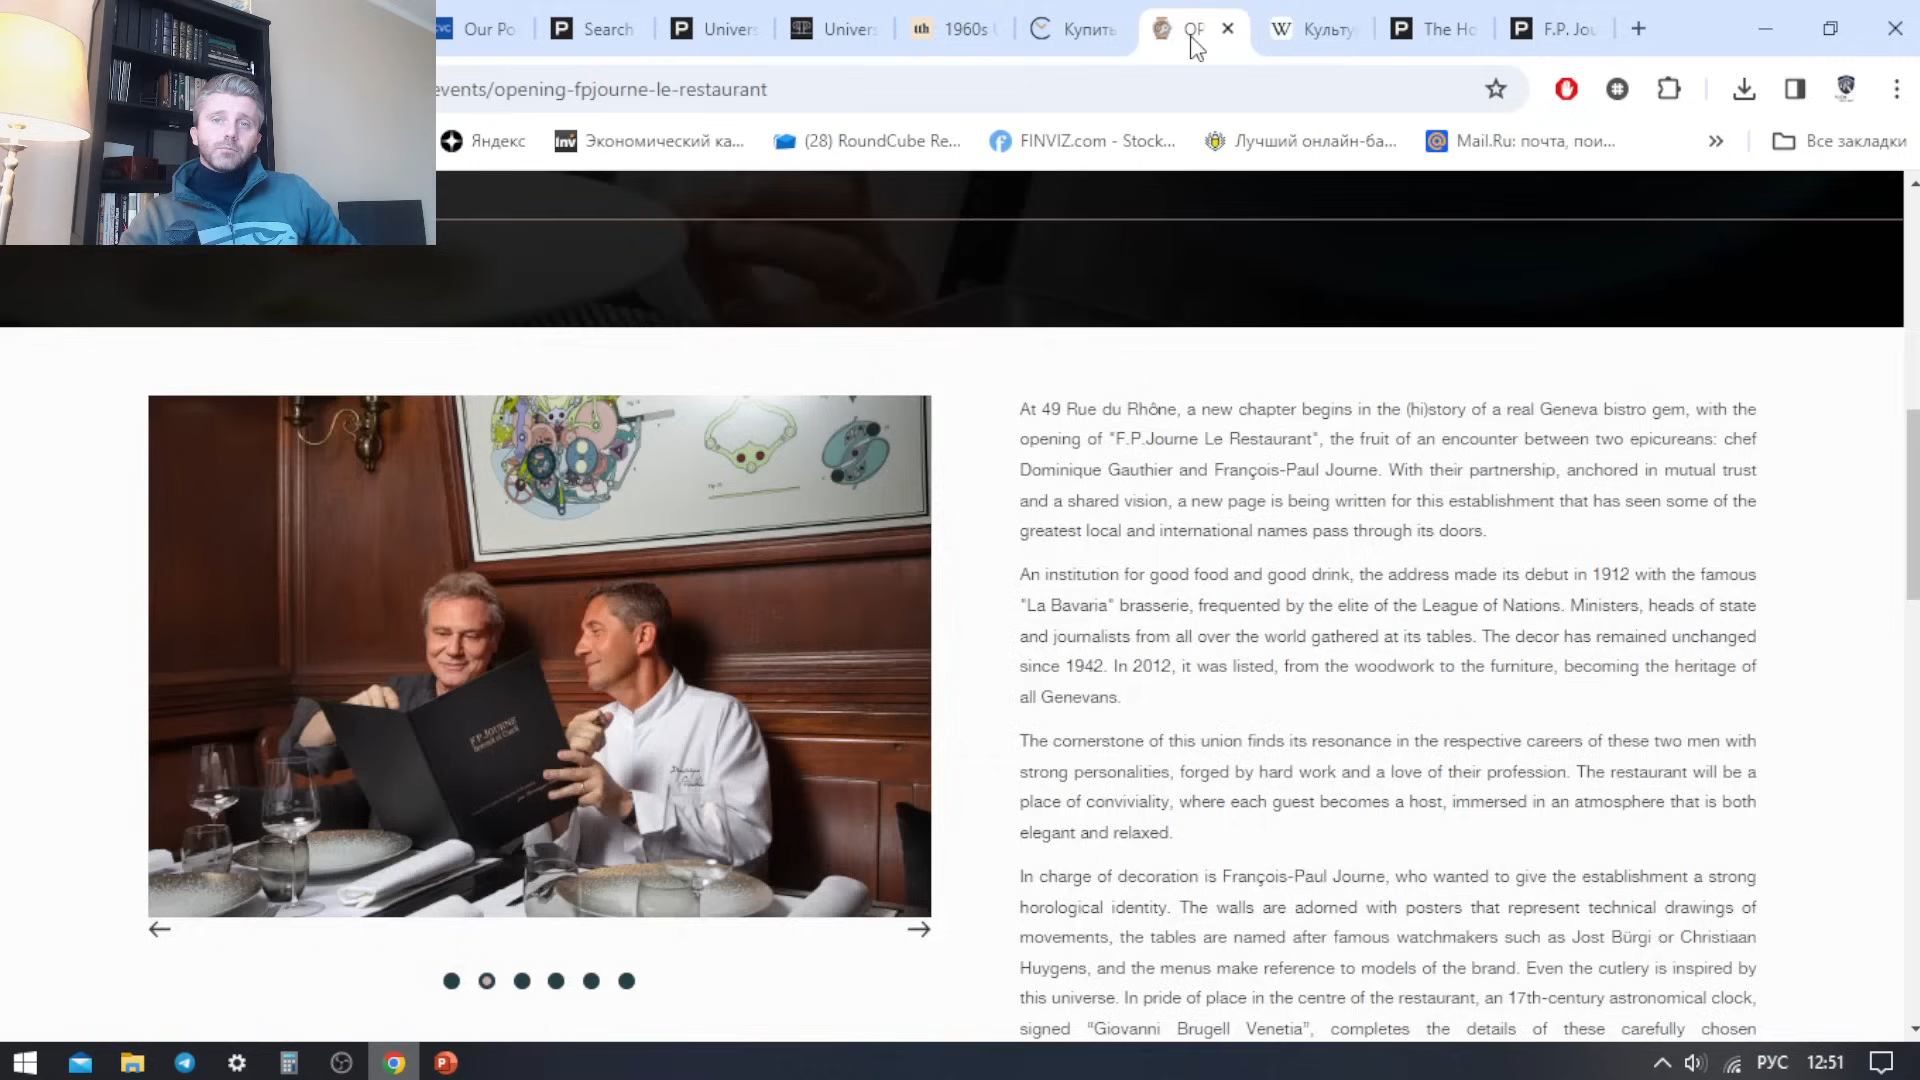 Our Po
Search
Univers
Univers
1960s
Купить
OF
Культу
The Ho
F.P. Jou
events/opening-fpjourne-le-restaurant
Яндекс
Inv
Экономический ка...
(28) RoundCube Re...
FINVIZ.com - Stock...
Лучший онлайн-ба...
Mail.Ru: почта, пои...
Все закладки
F.P.JOURNE
At 49 Rue du Rhône, a new chapter begins in the (hi)story of a real Geneva bistro gem, with the
opening of "F.P.Journe Le Restaurant", the fruit of an encounter between two epicureans: chef
Dominique Gauthier and François-Paul Journe. With their partnership, anchored in mutual trust
and a shared vision, a new page is being written for this establishment that has seen some of the
greatest local and international names pass through its doors.
An institution for good food and good drink, the address made its debut in 1912 with the famous
"La Bavaria" brasserie, frequented by the elite of the League of Nations. Ministers, heads of state
and journalists from all over the world gathered at its tables. The decor has remained unchanged
since 1942. In 2012, it was listed, from the woodwork to the furniture, becoming the heritage of
all Genevans.
The cornerstone of this union finds its resonance in the respective careers of these two men with
strong personalities, forged by hard work and a love of their profession. The restaurant will be a
place of conviviality, where each guest becomes a host, immersed in an atmosphere that is both
elegant and relaxed.
In charge of decoration is François-Paul Journe, who wanted to give the establishment a strong
horological identity. The walls are adorned with posters that represent technical drawings of
movements, the tables are named after famous watchmakers such as Jost Bürgi or Christiaan
Huygens, and the menus make reference to models of the brand. Even the cutlery is inspired by
this universe. In pride of place in the centre of the restaurant, an 17th-century astronomical clock,
signed “Giovanni Brugell Venetia”, completes the details of these carefully chosen
РУС
12:51